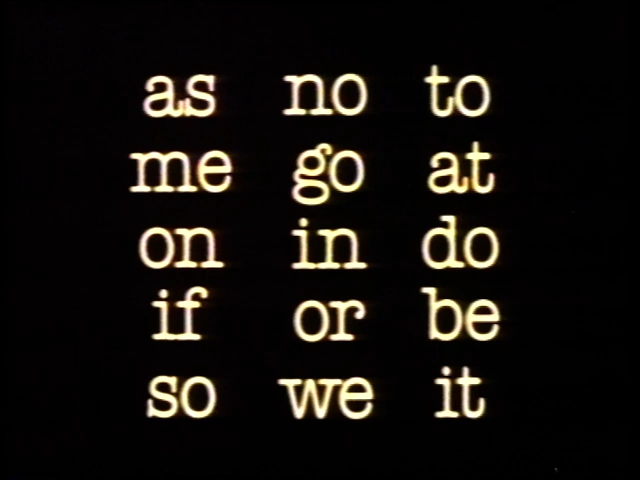 as no to
me go at
on in do
if or be
so we it